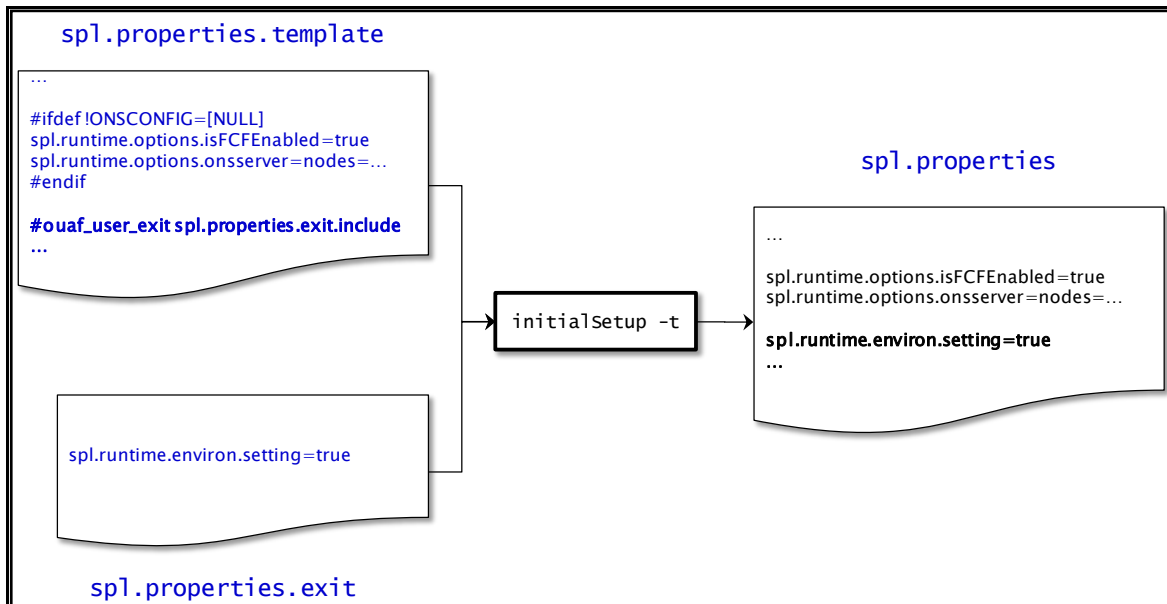 spl.properties.template
...
#ifdef !ONSCONFIG=[NULL]
spl.runtime.options.isFCFEnabled=true
spl.runtime.options.onsserver=nodes=...
#endif
#ouaf_user_exit spl.properties.exit.include
...
spl.runtime.environ.setting=true
spl.properties.exit
initialSetup -t
spl.properties
...
spl.runtime.options.isFCFEnabled=true
spl.runtime.options.onsserver=nodes=...
spl.runtime.environ.setting=true
...